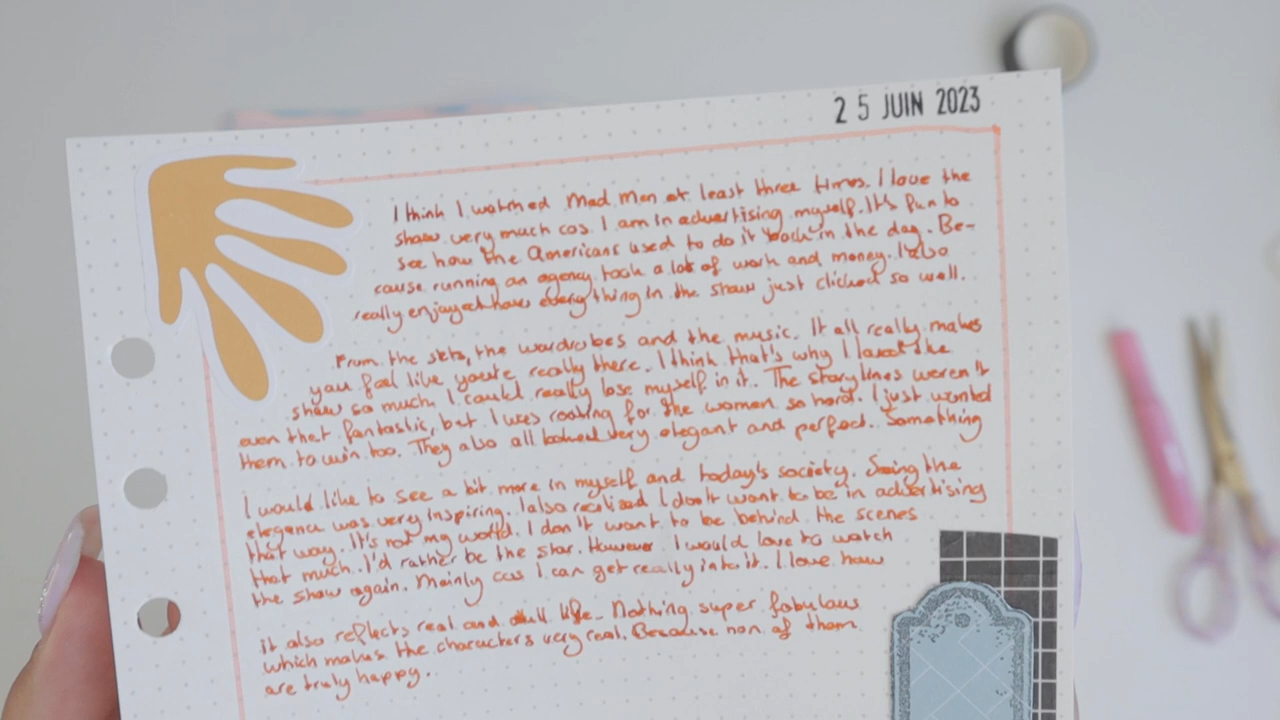 25 JUIN 2023
I think I watched Mad Men at least three times. I love the
show very much cos I am in advertising myself. It's fun to
see how the Americans used to do it back in the day. Be-
cause running an agency took a lot of work and money. I also
really enjoyed how everything in the show just clicked so well.
From the sets, the wardrobes and the music. It all really makes
you feel like you're really there. I think that's why I loved the
show so much. I could really lose myself in it. The storylines weren't
even that fantastic, but I was rooting for the women so hard. I just wanted
them to win too. They also all looked very elegant and perfect. Something
I would like to see a bit more in myself and today's society. Seing the
elegance was very inspiring. I also realized I don't want to be in advertising
that way. It's not my world. I don't want to be behind the scenes
that much. I'd rather be the star. However I would love to watch
the show again. Mainly cos I can get really into it. I love how
it also reflects real and dull life. Nothing super fabulous
which makes the characters very real. Because non of them
are truly happy.